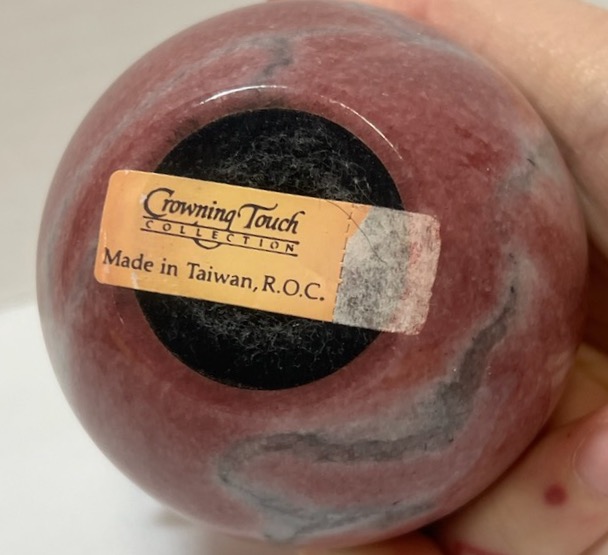 Crowning Touch
COLLECTION
Made in Taiwan, R.O.C.